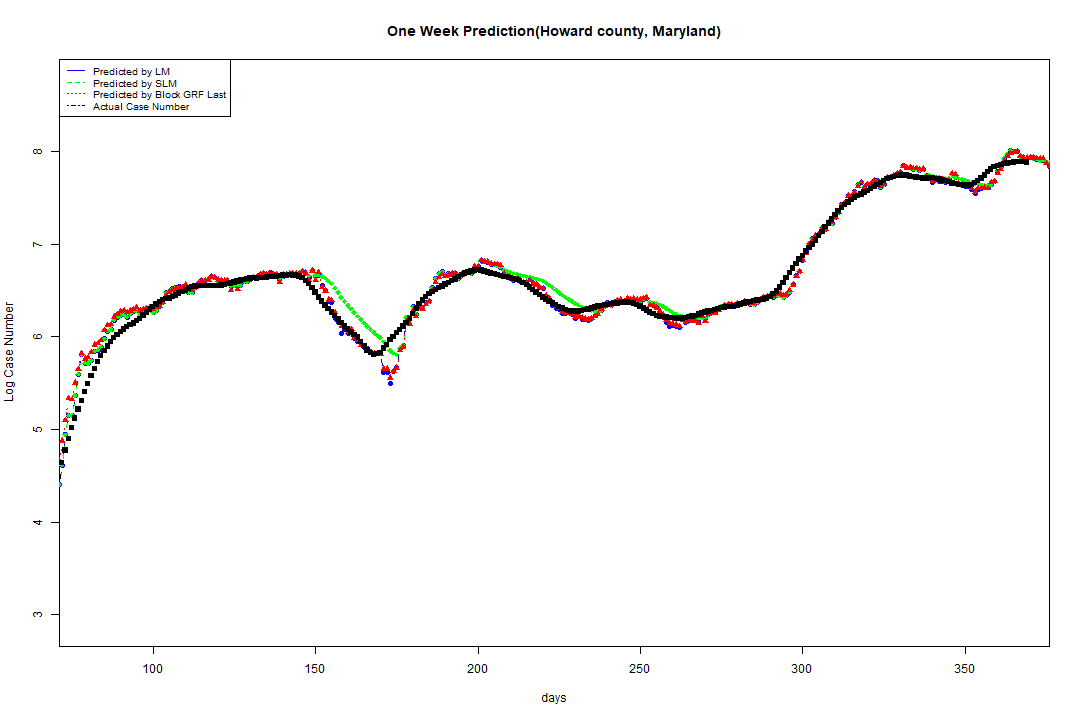 One Week Prediction(Howard county, Maryland)
Predicted by LM
Predicted by SLM
Predicted by Block GRF Last
Actual Case Number
8
7
6
5
4
3
Log Case Number
100 150 200 250 300 350
days